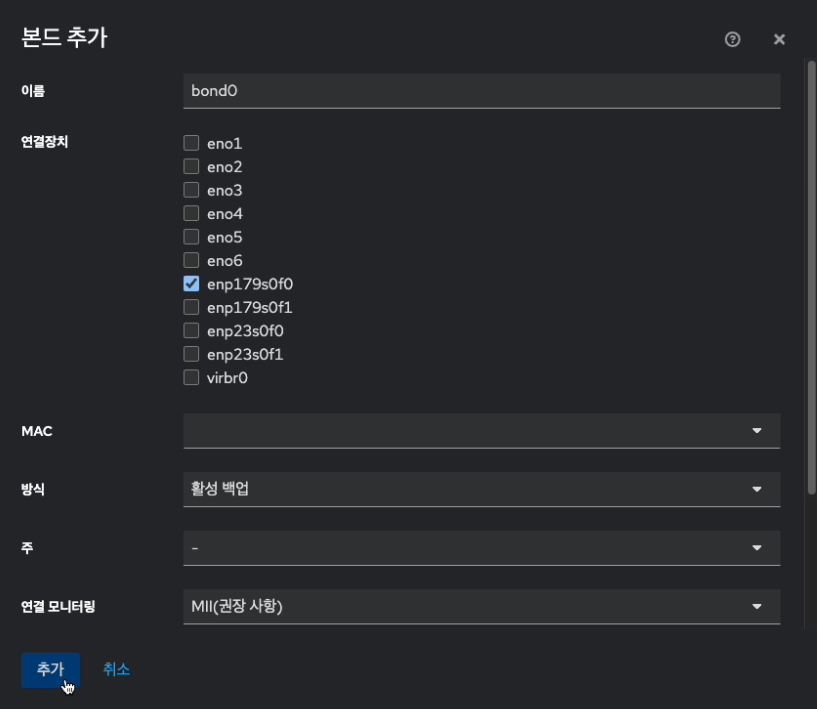 본드 추가
이름
bond0
연결장치
eno1
eno2
eno3
eno4
eno5
eno6
enp179s0f0
enp179s0f1
enp23s0f0
enp23s0f1
virbr0
MAC
방식
활성 백업
주
-
연결 모니터링
MII(권장 사항)
추가
취소